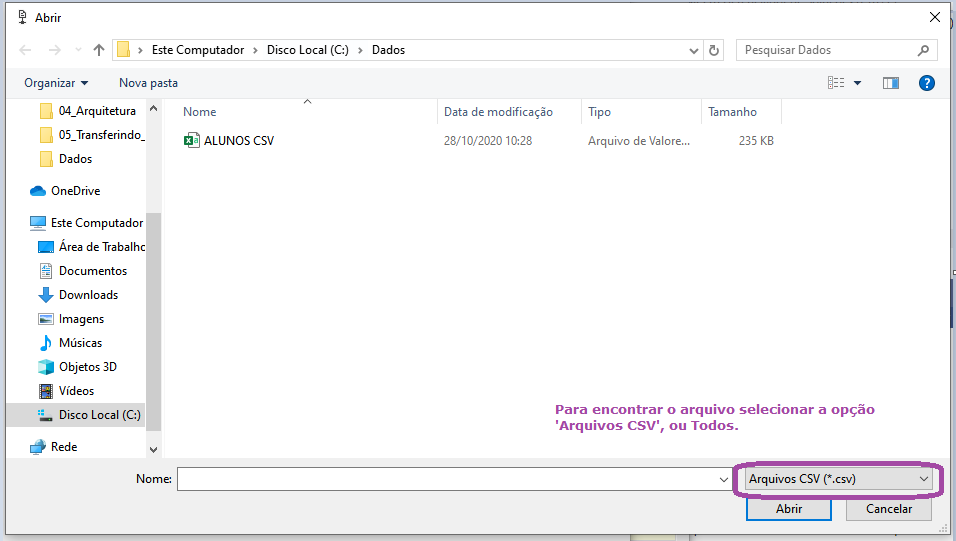 Abrir
Este Computador > Disco Local (C:) > Dados
Pesquisar Dados
Organizar
Nova pasta
?
04_Arquitetura
05_Transferindo_
Dados
OneDrive
Este Computador
Área de Trabalho
Documentos
Downloads
Imagens
Músicas
Objetos 3D
Vídeos
Disco Local (C:)
Rede
Nome Data de modificação Tipo Tamanho
ALUNOS CSV 28/10/2020 10:28 Arquivo de Valore... 235 KB
Para encontrar o arquivo selecionar a opção
'Arquivos CSV', ou Todos.
Nome:
Arquivos CSV (*.csv)
Abrir
Cancelar